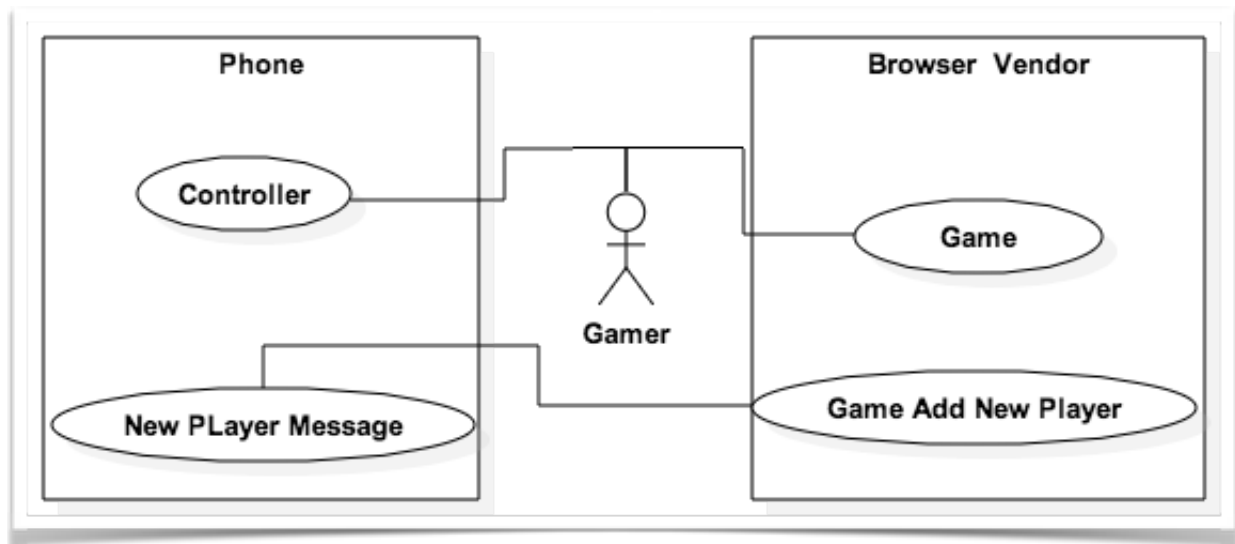 Phone
Browser Vendor
Controller
Game
Gamer
New PLayer Message
Game Add New Player